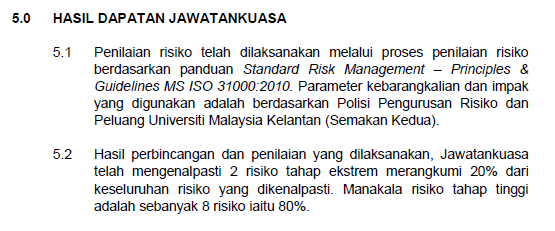 5.0 HASIL DAPATAN JAWATANKUASA
5.1 Penilaian risiko telah dilaksanakan melalui proses penilaian risiko
berdasarkan panduan Standard Risk Management – Principles &
Guidelines MS ISO 31000:2010. Parameter kebarangkalian dan impak
yang digunakan adalah berdasarkan Polisi Pengurusan Risiko dan
Peluang Universiti Malaysia Kelantan (Semakan Kedua).
5.2 Hasil perbincangan dan penilaian yang dilaksanakan, Jawatankuasa
telah mengenalpasti 2 risiko tahap ekstrem merangkumi 20% dari
keseluruhan risiko yang dikenalpasti. Manakala risiko tahap tinggi
adalah sebanyak 8 risiko iaitu 80%.